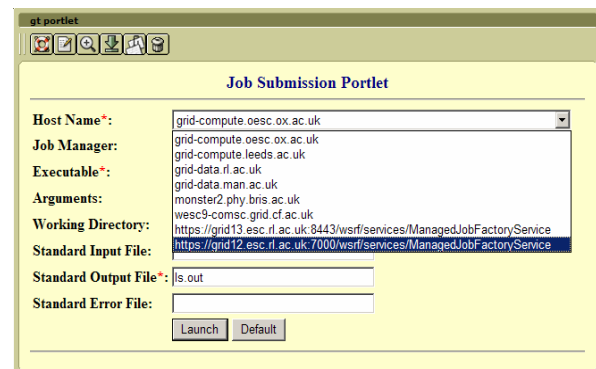 gt portlet
Job Submission Portlet
Host Name*: grid-compute.oesc.ox.ac.uk
grid-compute.oesc.ox.ac.uk
Job Manager:
grid-compute.leeds.ac.uk
grid-data.rl.ac.uk
Executable*:
grid-data.man.ac.uk
Arguments:
monster2.phy.bris.ac.uk
wesc9-comsc.grid.cf.ac.uk
Working Directory:
https://grid13.esc.rl.ac.uk:8443/wsrf/services/ManagedJobFactoryService
https://grid12.esc.rl.ac.uk:7000/wsrf/services/ManagedJobFactoryService
Standard Input File:
Standard Output File*: ls.out
Standard Error File:
Launch Default